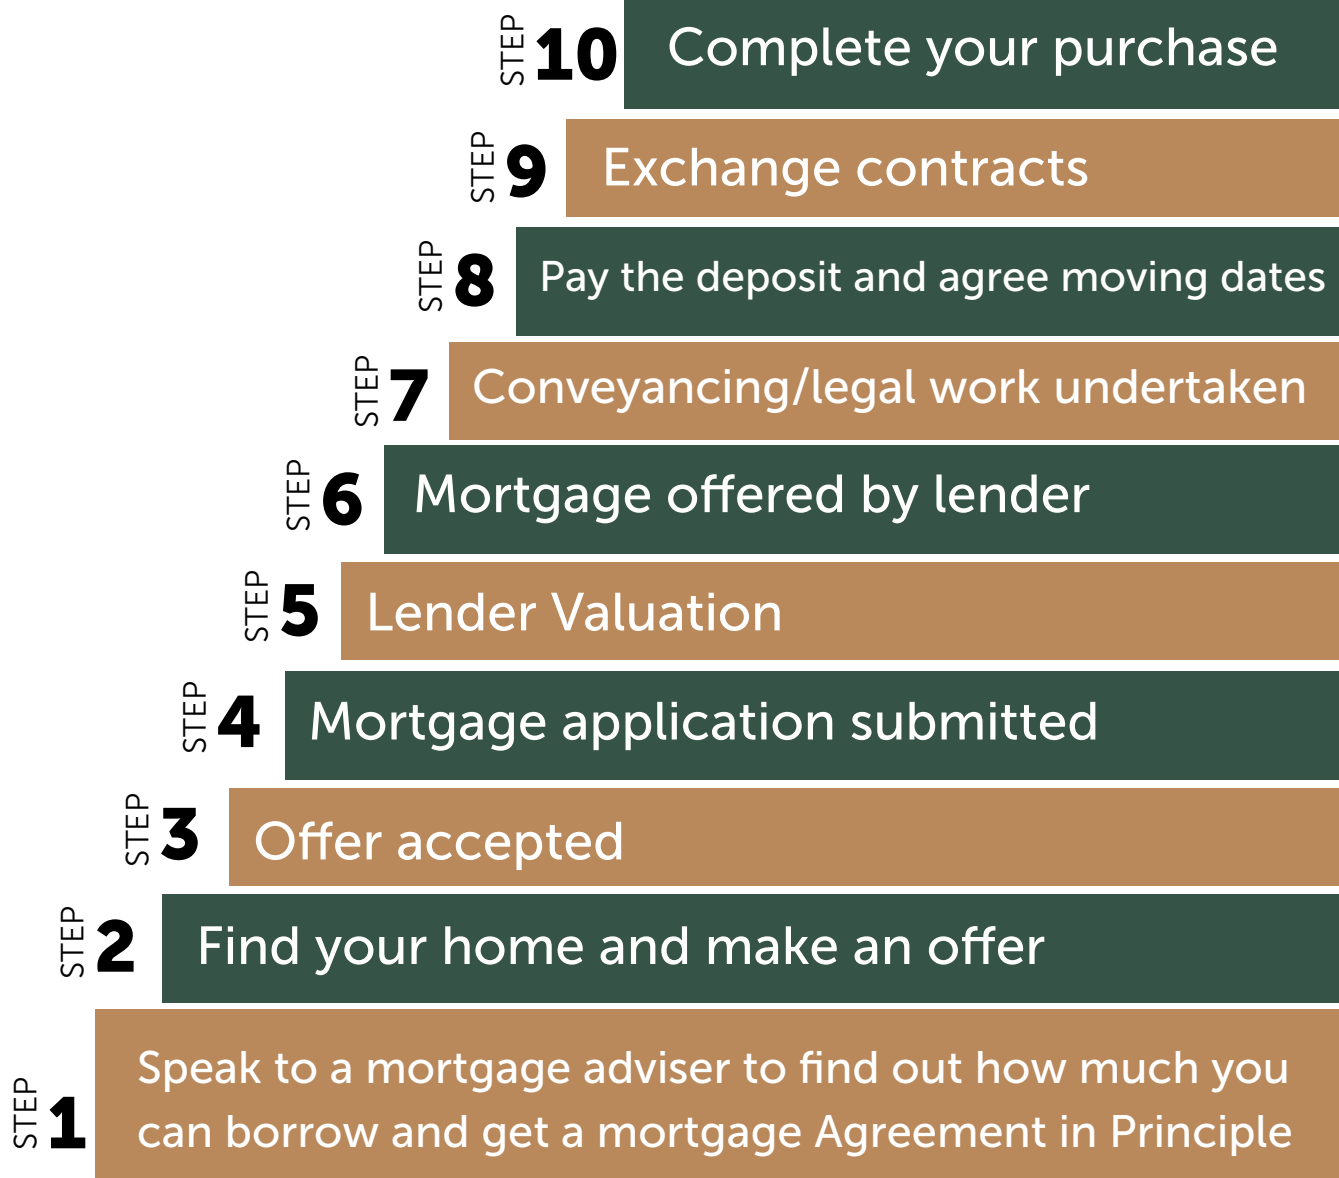 STEP 10 Complete your purchase
STEP 9 Exchange contracts
STEP 8 Pay the deposit and agree moving dates
STEP 7 Conveyancing/legal work undertaken
STEP 6 Mortgage offered by lender
STEP 5 Lender Valuation
STEP 4 Mortgage application submitted
STEP 3 Offer accepted
STEP 2 Find your home and make an offer
STEP 1 Speak to a mortgage adviser to find out how much you
can borrow and get a mortgage Agreement in Principle